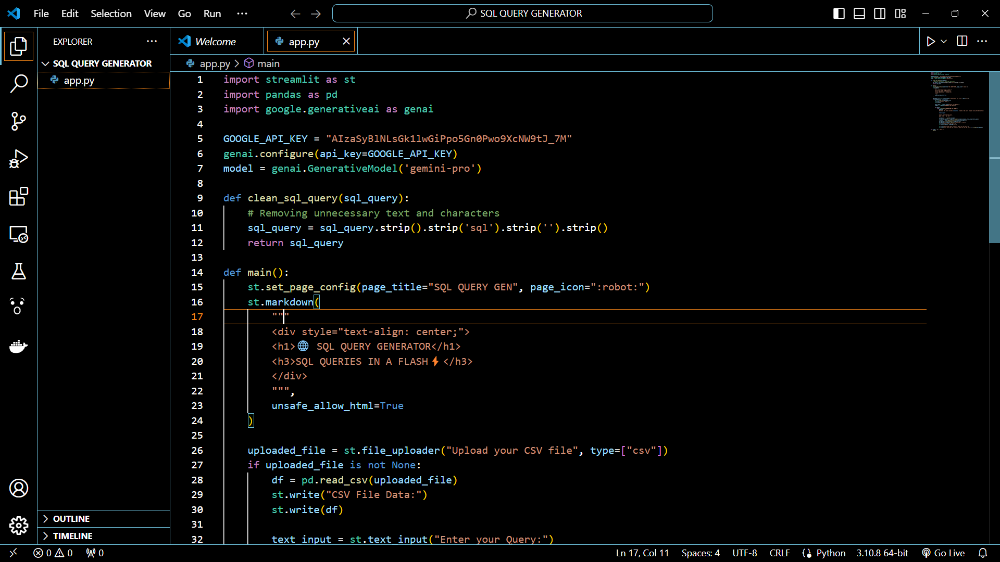 File Edit Selection View Go Run ···
SQL QUERY GENERATOR
EXPLORER ···
Welcome
app.py
SQL QUERY GENERATOR
app.py
app.py > main
1 import streamlit as st
2 import pandas as pd
3 import google.generativeai as genai
4
5 GOOGLE_API_KEY = "AIzaSyBlNLsGk1lwGiPpo5Gn0Pwo9XcNW9tJ_7M"
6 genai.configure(api_key=GOOGLE_API_KEY)
7 model = genai.GenerativeModel('gemini-pro')
8
9 def clean_sql_query(sql_query):
10 # Removing unnecessary text and characters
11 sql_query = sql_query.strip().strip('sql').strip('').strip()
12 return sql_query
13
14 def main():
15 st.set_page_config(page_title="SQL QUERY GEN", page_icon=":robot:")
16 st.markdown(
17 """
18 <div style="text-align: center;">
19 <h1>🌐 SQL QUERY GENERATOR</h1>
20 <h3>SQL QUERIES IN A FLASH⚡</h3>
21 </div>
22 """,
23 unsafe_allow_html=True
24 )
25
26 uploaded_file = st.file_uploader("Upload your CSV file", type=["csv"])
27 if uploaded_file is not None:
28 df = pd.read_csv(uploaded_file)
29 st.write("CSV File Data:")
30 st.write(df)
31
32 text_input = st.text_input("Enter your Query:")
OUTLINE
TIMELINE
0 0 0 Ln 17, Col 11 Spaces: 4 UTF-8 CRLF Python 3.10.8 64-bit Go Live